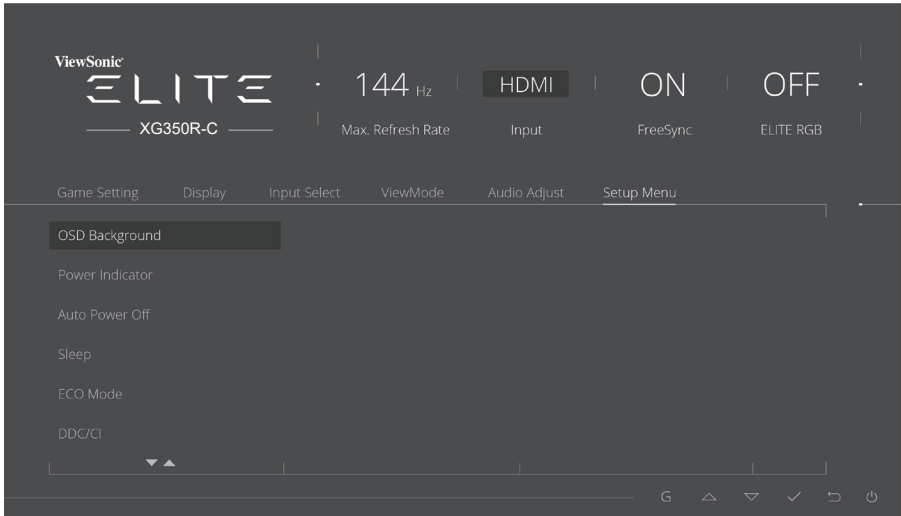 ViewSonic
ELITE
XG350R-C
144 Hz
HDMI
ON
OFF
Max. Refresh Rate
Input
FreeSync
ELITE RGB
Game Setting
Display
Input Select
ViewMode
Audio Adjust
Setup Menu
OSD Background
Power Indicator
Auto Power Off
Sleep
ECO Mode
DDC/CI
G